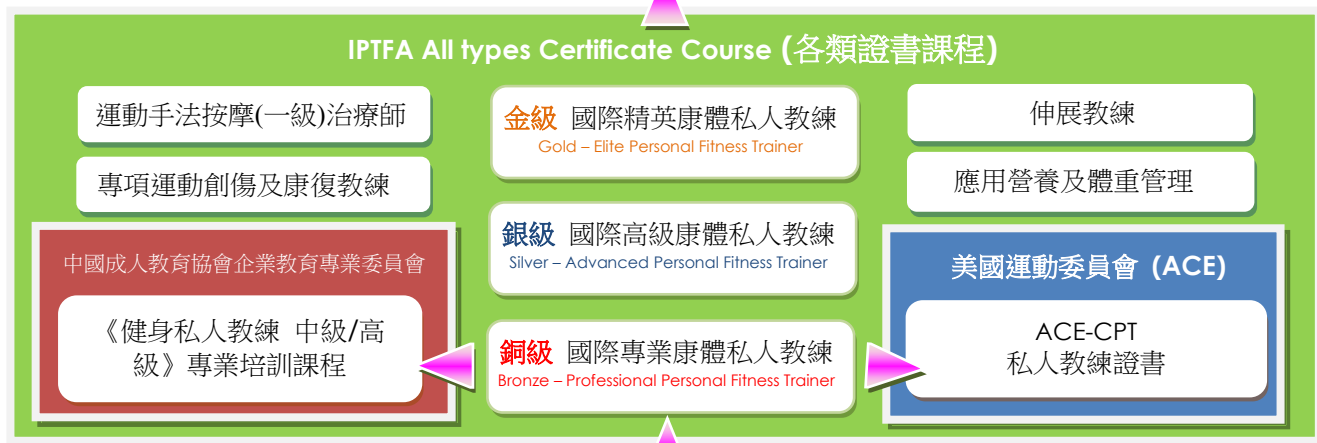 IPTFA All types Certificate Course (各類證書課程)
運動手法按摩(一級)治療師
專項運動創傷及康復教練
中國成人教育協會企業教育專業委員會
《健身私人教練 中級/高
級》專業培訓課程
金級 國際精英康體私人教練
Gold – Elite Personal Fitness Trainer
銀級 國際高級康體私人教練
Silver – Advanced Personal Fitness Trainer
銅級 國際專業康體私人教練
Bronze – Professional Personal Fitness Trainer
伸展教練
應用營養及體重管理
美國運動委員會 (ACE)
ACE-CPT
私人教練證書